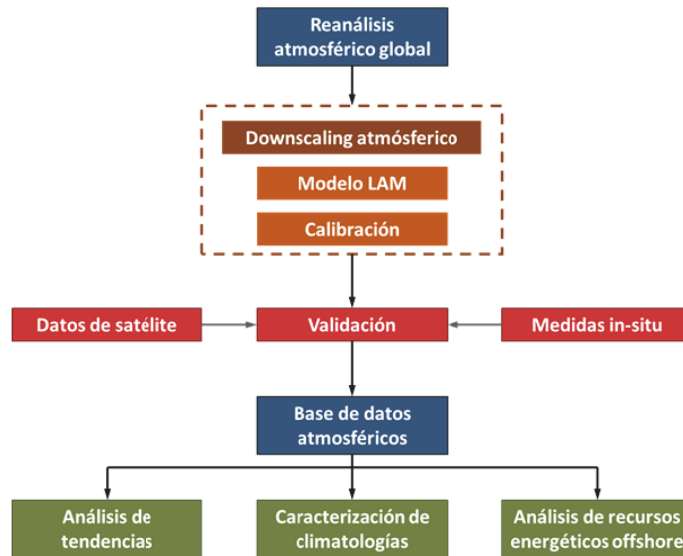 Reanálisis
atmosférico global
Downscaling atmósferico
Modelo LAM
Calibración
Datos de satélite
Validación
Medidas in-situ
Base de datos
atmosféricos
Análisis de
tendencias
Caracterización de
climatologías
Análisis de recursos
energéticos offshore